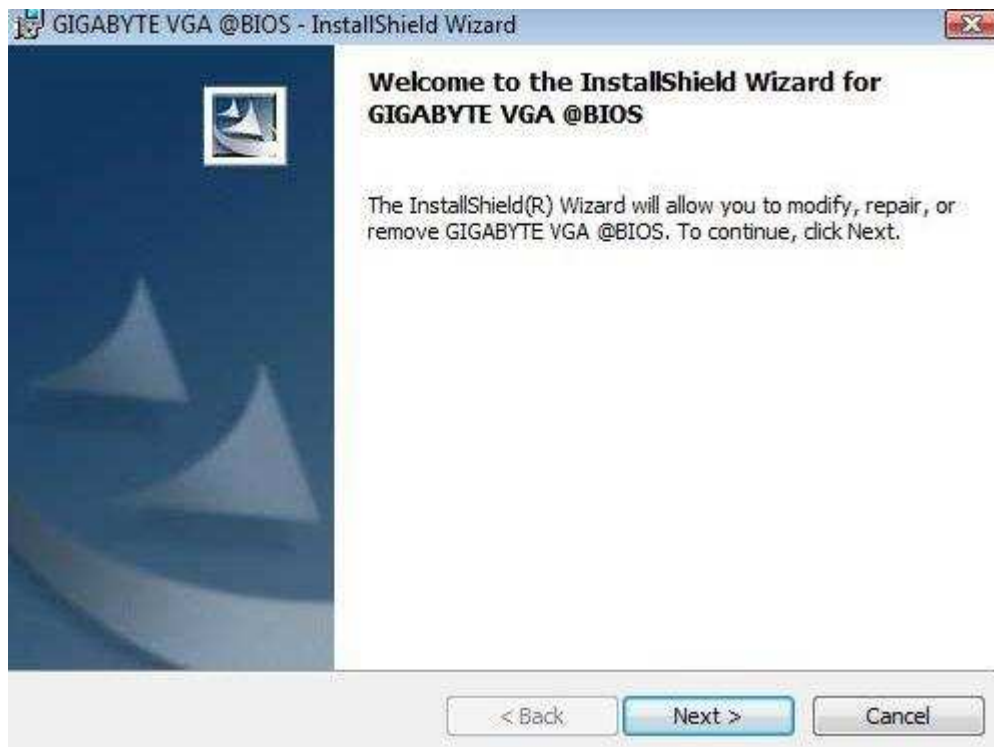 GIGABYTE VGA @BIOS - InstallShield Wizard
Welcome to the InstallShield Wizard for
GIGABYTE VGA @BIOS
The InstallShield(R) Wizard will allow you to modify, repair, or
remove GIGABYTE VGA @BIOS. To continue, click Next.
< Back Next > Cancel